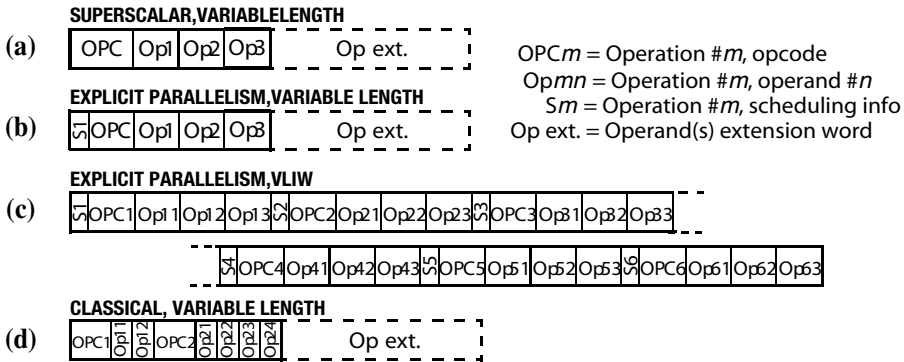 SUPERSCALAR,VARIABLELENGTH
(a) OPC Op1 Op2 Op3 Op ext.
OPCm = Operation #m, opcode
Opmn = Operation #m, operand #n
Sm = Operation #m, scheduling info
Op ext. = Operand(s) extension word
EXPLICIT PARALLELISM,VARIABLE LENGTH
(b) S1 OPC Op1 Op2 Op3 Op ext.
EXPLICIT PARALLELISM,VLIW
(c) S1 OPC1 Op11 Op12 Op13 S2 OPC2 Op21 Op22 Op23 S3 OPC3 Op31 Op32 Op33
S4 OPC4 Op41 Op42 Op43 S5 OPC5 Op51 Op52 Op53 S6 OPC6 Op61 Op62 Op63
CLASSICAL, VARIABLE LENGTH
(d) OPC1 Op11 Op12 OPC2 Op21 Op22 Op23 Op24 Op ext.